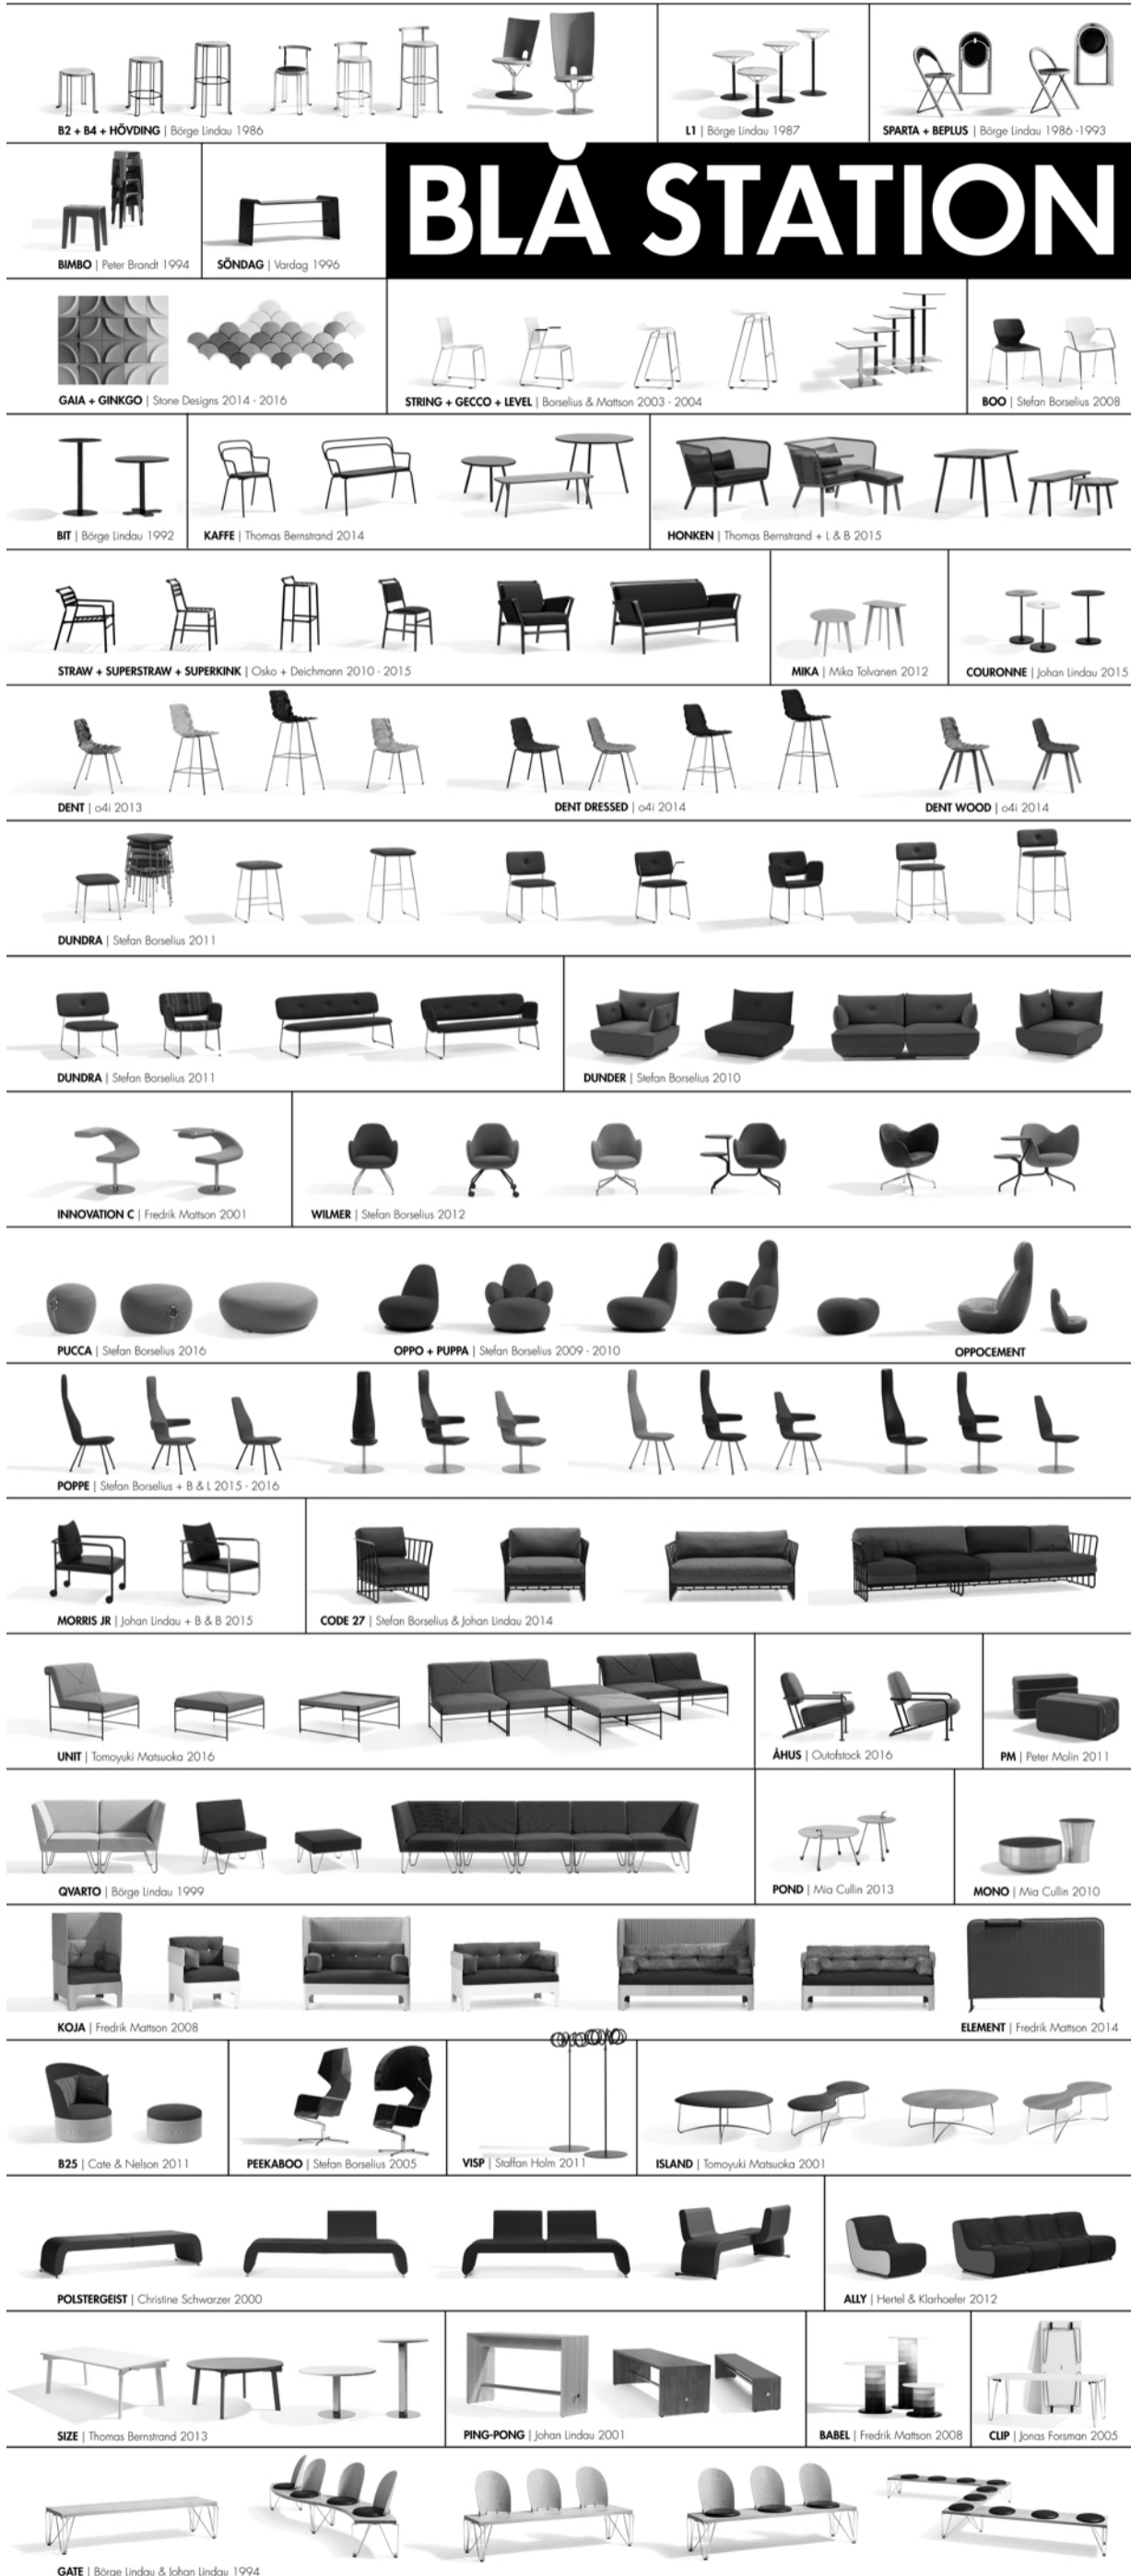 B2 + B4 + HÖVDING | Börge Lindau 1986
L1 | Börge Lindau 1987
SPARTA + BEPLUS | Börge Lindau 1986 -1993
BIMBO | Peter Brandt 1994
SÖNDAG | Vardag 1996
BLÅ STATION
GAIA + GINKGO | Stone Designs 2014 - 2016
STRING + GECCO + LEVEL | Borselius & Mattson 2003 - 2004
BOO | Stefan Borselius 2008
BIT | Börge Lindau 1992
KAFFE | Thomas Bernstrand 2014
HONKEN | Thomas Bernstrand + L & B 2015
STRAW + SUPERSTRAW + SUPERKINK | Osko + Deichmann 2010 - 2015
MIKA | Mika Tolvanen 2012
COURONNE | Johan Lindau 2015
DENT | o4i 2013
DENT DRESSED | o4i 2014
DENT WOOD | o4i 2014
DUNDRA | Stefan Borselius 2011
DUNDRA | Stefan Borselius 2011
DUNDER | Stefan Borselius 2010
INNOVATION C | Fredrik Mattson 2001
WILMER | Stefan Borselius 2012
PUCCA | Stefan Borselius 2016
OPPO + PUPPA | Stefan Borselius 2009 - 2010
OPPOCEMENT
POPPE | Stefan Borselius + B & L 2015 - 2016
MORRIS JR | Johan Lindau + B & B 2015
CODE 27 | Stefan Borselius & Johan Lindau 2014
UNIT | Tomoyuki Matsuoka 2016
ÅHUS | Outofstock 2016
PM | Peter Molin 2011
QVARTO | Börge Lindau 1999
POND | Mia Cullin 2013
MONO | Mia Cullin 2010
KOJA | Fredrik Mattson 2008
ELEMENT | Fredrik Mattson 2014
B25 | Cate & Nelson 2011
PEEKABOO | Stefan Borselius 2005
VISP | Staffan Holm 2011
ISLAND | Tomoyuki Matsuoka 2001
POLSTERGEIST | Christine Schwarzer 2000
ALLY | Hertel & Klarhoefer 2012
SIZE | Thomas Bernstrand 2013
PING-PONG | Johan Lindau 2001
BABEL | Fredrik Mattson 2008
CLIP | Jonas Forsman 2005
GATE | Börge Lindau & Johan Lindau 1994